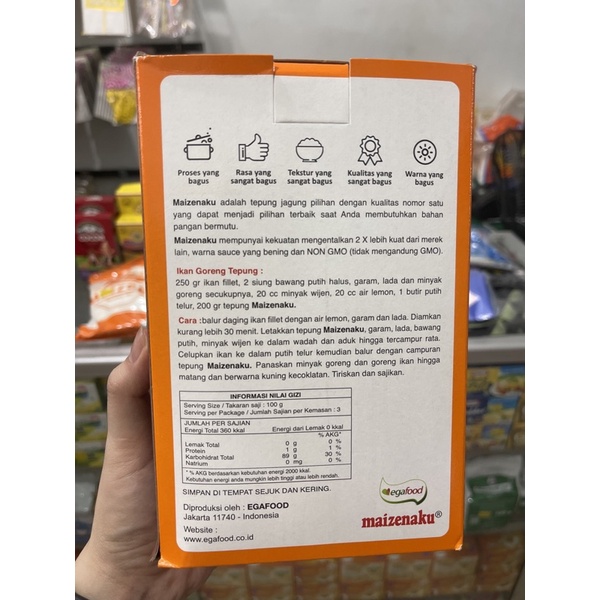 Proses yang bagus
Rasa yang sangat bagus
Tekstur yang sangat bagus
Kualitas yang sangat bagus
Warna yang bagus
Maizenaku adalah tepung jagung pilihan dengan kualitas nomor satu
yang dapat menjadi pilihan terbaik saat Anda membutuhkan bahan
pangan bermutu.
Maizenaku mempunyai kekuatan mengentalkan 2 X lebih kuat dari merek
lain, warna sauce yang bening dan NON GMO (tidak mengandung GMO).
Ikan Goreng Tepung :
250 gr ikan fillet, 2 siung bawang putih halus, garam, lada dan minyak
goreng secukupnya, 20 cc minyak wijen, 20 cc air lemon, 1 butir putih
telur, 200 gr tepung Maizenaku.
Cara :balur daging ikan fillet dengan air lemon, garam dan lada. Diamkan
kurang lebih 30 menit. Letakkan tepung Maizenaku, garam, lada, bawang
putih, minyak wijen ke dalam wadah dan aduk hingga tercampur rata.
Celupkan ikan ke dalam putih telur kemudian balur dengan campuran
tepung Maizenaku. Panaskan minyak goreng dan goreng ikan hingga
matang dan berwarna kuning kecoklatan. Tiriskan dan sajikan.
INFORMASI NILAI GIZI
Serving Size / Takaran saji : 100 g
Serving per Package / Jumlah Sajian per Kemasan : 3
JUMLAH PER SAJIAN
Energi Total 360 kkal Energi dari Lemak 0 kkal
% AKG*
Lemak Total 0 g 0 %
Protein 1 g 1 %
Karbohidrat Total 89 g 30 %
Natrium 0 mg 0 %
* % AKG berdasarkan kebutuhan energi 2000 kkal.
Kebutuhan energi anda mungkin lebih tinggi atau lebih rendah.
SIMPAN DI TEMPAT SEJUK DAN KERING.
Diproduksi oleh : EGAFOOD
Jakarta 11740 - Indonesia
Website :
www.egafood.co.id
egafood
maizenaku®